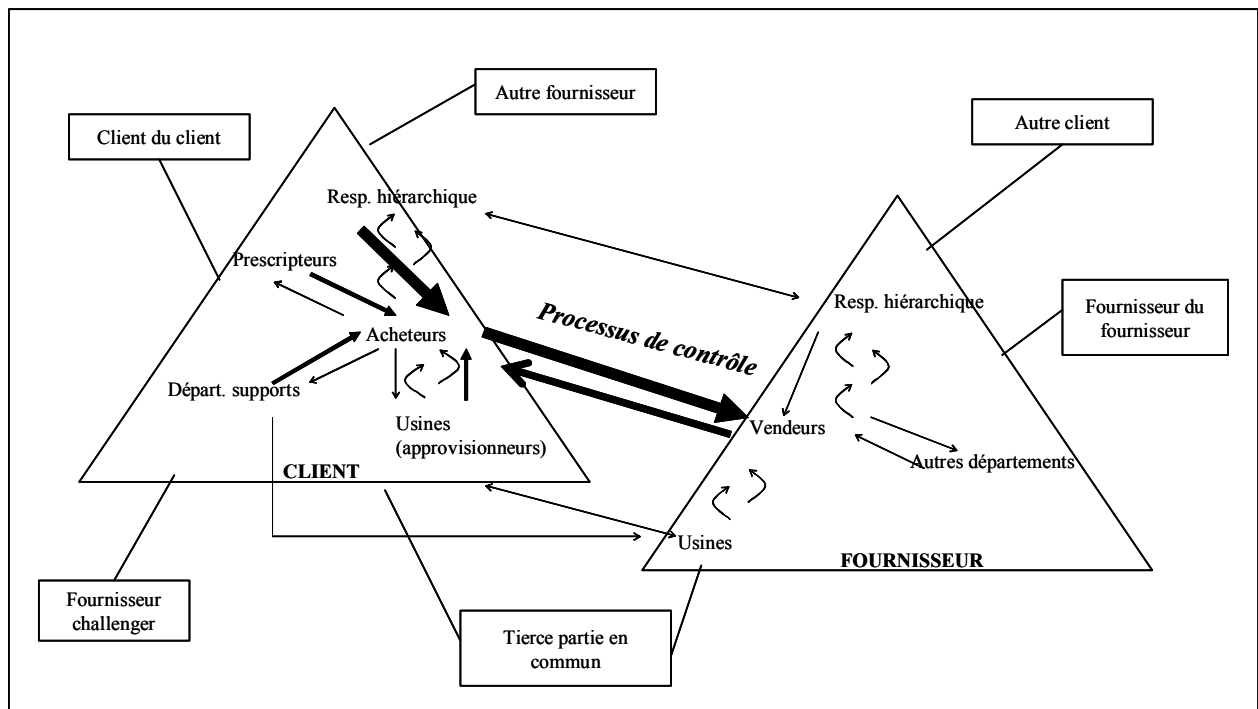 Autre fournisseur
Client du client
Autre client
Resp. hiérarchique
Prescripteurs
Resp. hiérarchique
Fournisseur du
fournisseur
Processus de contrôle
Acheteurs
Départ. supports
Usines
(approvisionneurs)
Vendeurs
Autres départements
CLIENT
Usines
FOURNISSEUR
Fournisseur
challenger
Tierce partie en
commun